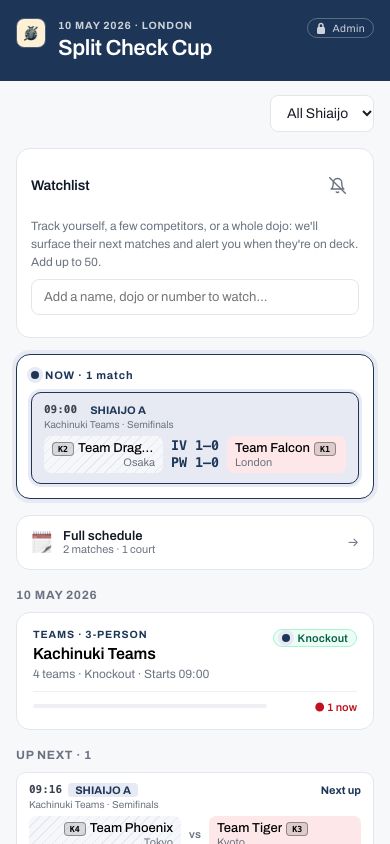 10 MAY 2026 · LONDON
Split Check Cup
Admin
All Shiaijo
Watchlist
Track yourself, a few competitors, or a whole dojo: we'll
surface their next matches and alert you when they're on deck.
Add up to 50.
Add a name, dojo or number to watch...
NOW · 1 match
09:00 SHIAIJO A
Kachinuki Teams · Semifinals
K2 Team Drag... IV 1–0 Team Falcon K1
Osaka PW 1–0 London
Full schedule
2 matches · 1 court
→
10 MAY 2026
TEAMS · 3-PERSON
Knockout
Kachinuki Teams
4 teams · Knockout · Starts 09:00
1 now
UP NEXT · 1
09:16 SHIAIJO A Next up
Kachinuki Teams · Semifinals
K4 Team Phoenix vs Team Tiger K3
Tokyo Kyoto